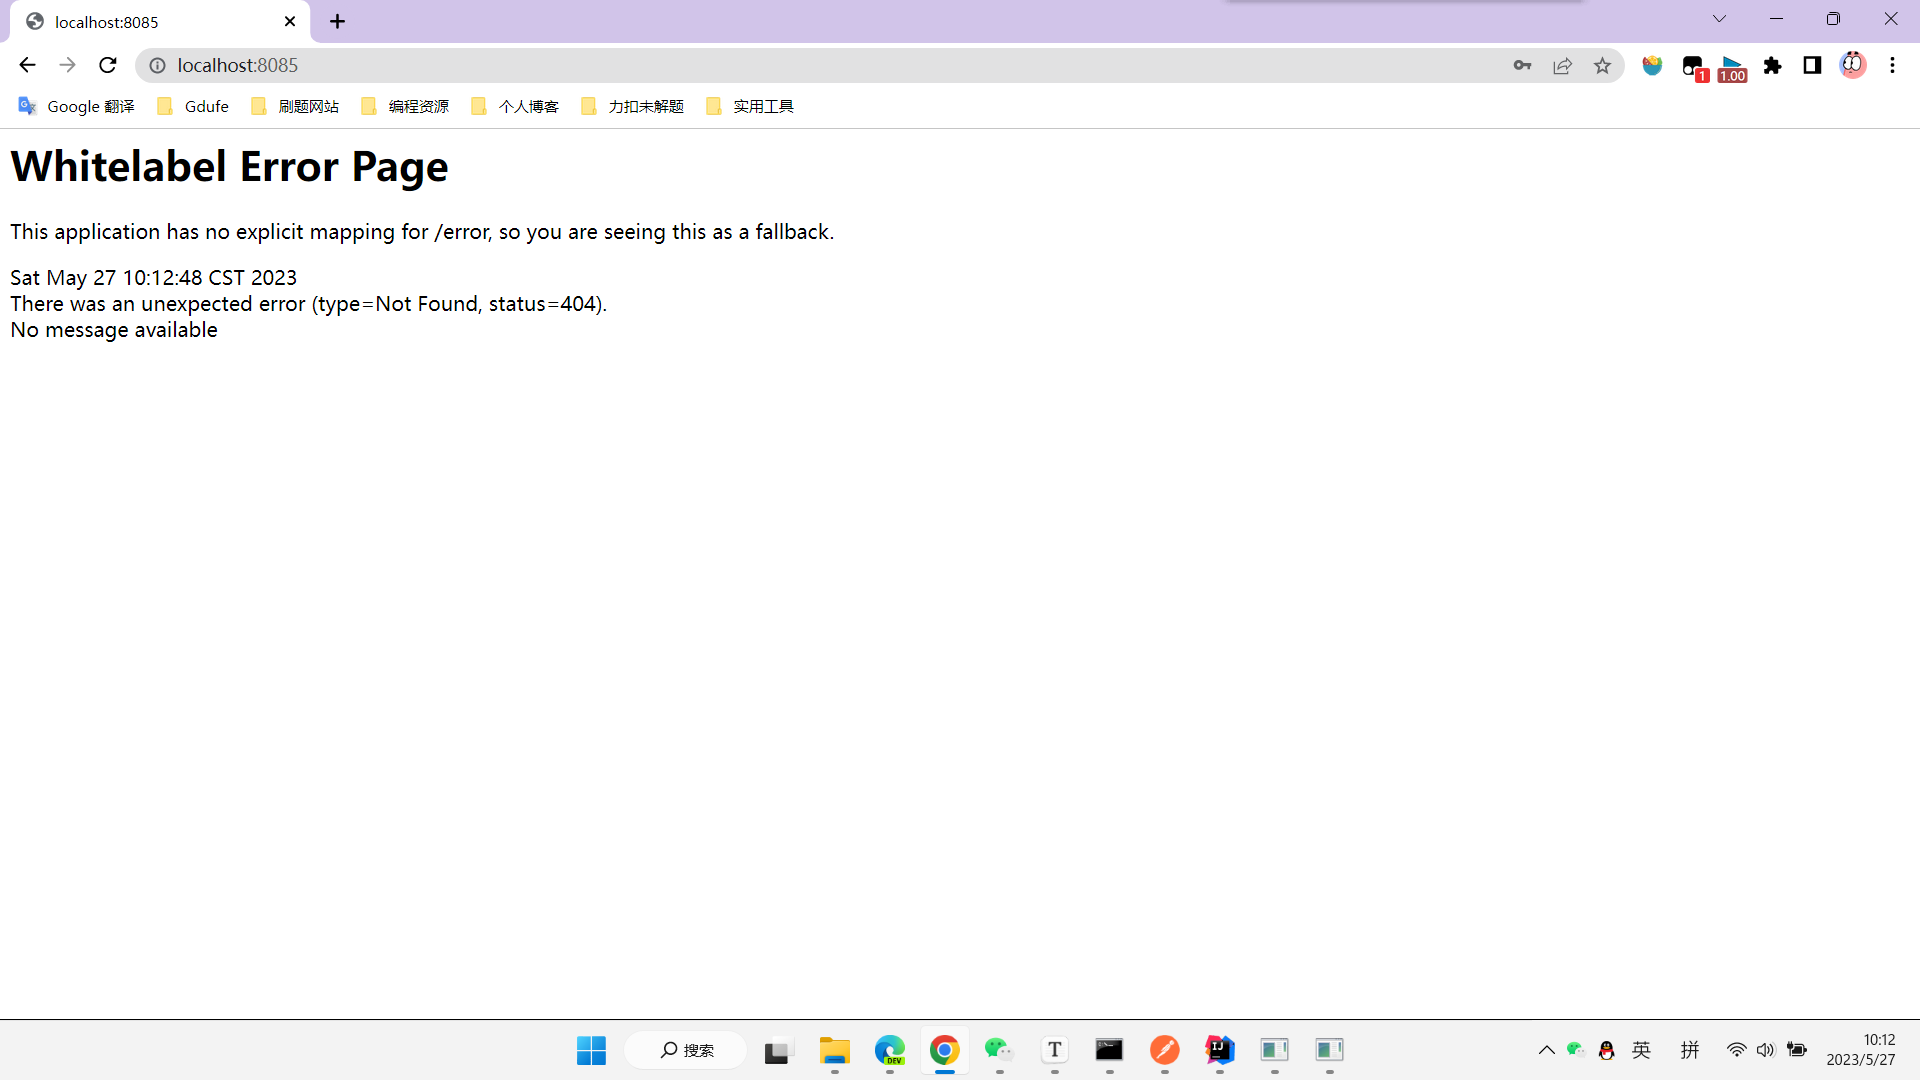 localhost:8085
localhost:8085
1
1.00
Google 翻译
Gdufe
刷题网站
编程资源
个人博客
力扣未解题
实用工具
Whitelabel Error Page
This application has no explicit mapping for /error, so you are seeing this as a fallback.
Sat May 27 10:12:48 CST 2023
There was an unexpected error (type=Not Found, status=404).
No message available
搜索
DEV
T
IJ
英
拼
10:12
2023/5/27